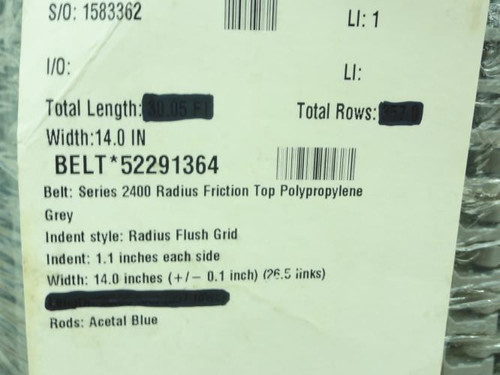 S/O: 1583362
LI: 1
I/O:
LI:
Total Length:
Total Rows:
Width:14.0 IN
BELT*52291364
Belt: Series 2400 Radius Friction Top Polypropylene
Grey
Indent style: Radius Flush Grid
Indent: 1.1 inches each side
Width: 14.0 inches (+/- 0.1 inch) (26.5 links)
Rods: Acetal Blue